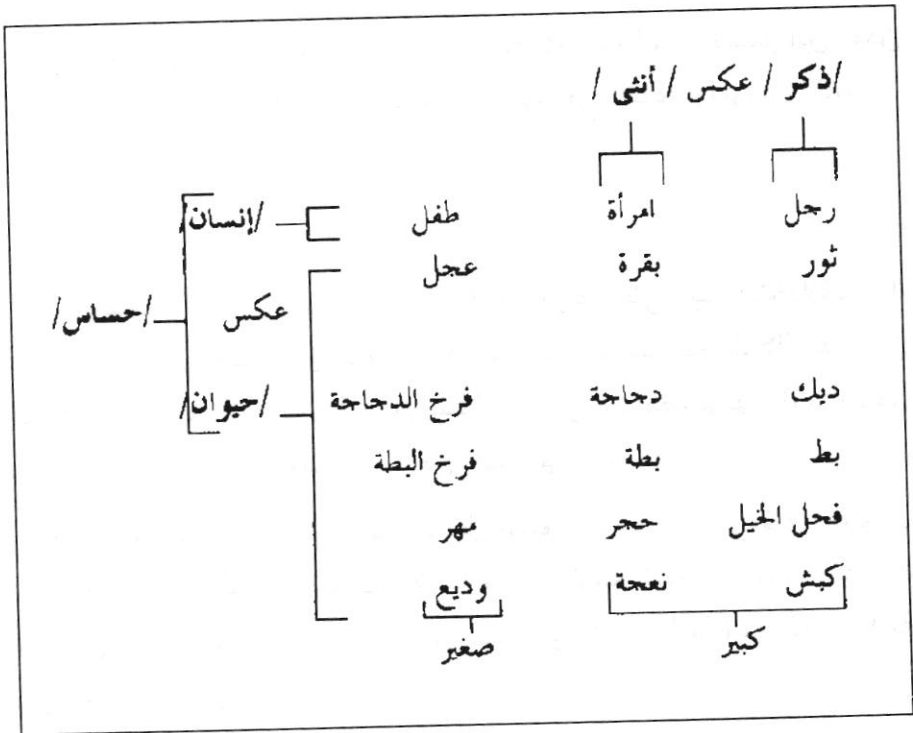 /ذكر / عكس / أنثى /
رجل امرأة طفل /إنسان/
ثور بقرة عجل
عكس /حساس/
ديك دجاجة فرخ الدجاجة /حيوان/
بط بطة فرخ البطة
فحل الخيل حجر مهر
كبش نعجة وديع
كبير صغير